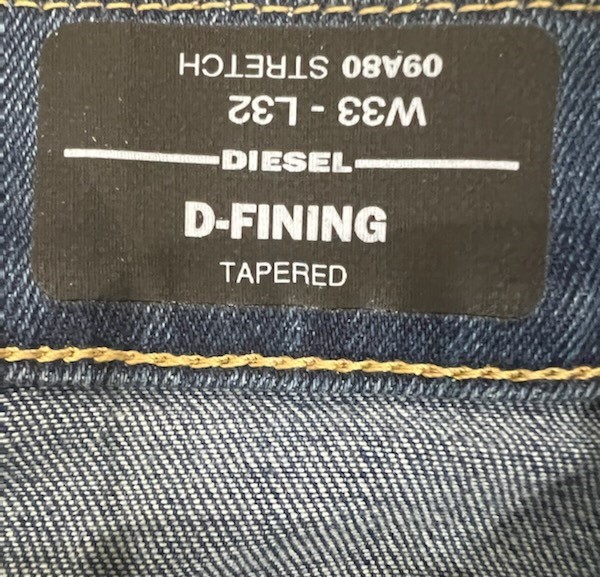 W33 - L32
09A80 STRETCH
DIESEL
D-FINING
TAPERED